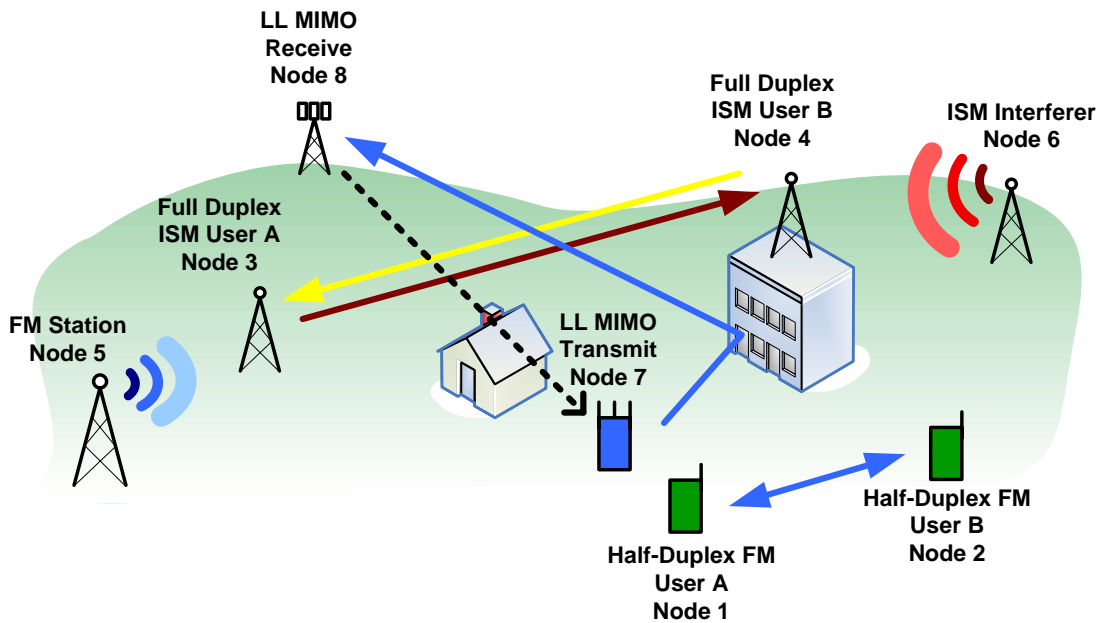 LL MIMO
Receive
Node 8
Full Duplex
ISM User B
Node 4
ISM Interferer
Node 6
Full Duplex
ISM User A
Node 3
FM Station
Node 5
LL MIMO
Transmit
Node 7
Half-Duplex FM
User B
Node 2
Half-Duplex FM
User A
Node 1